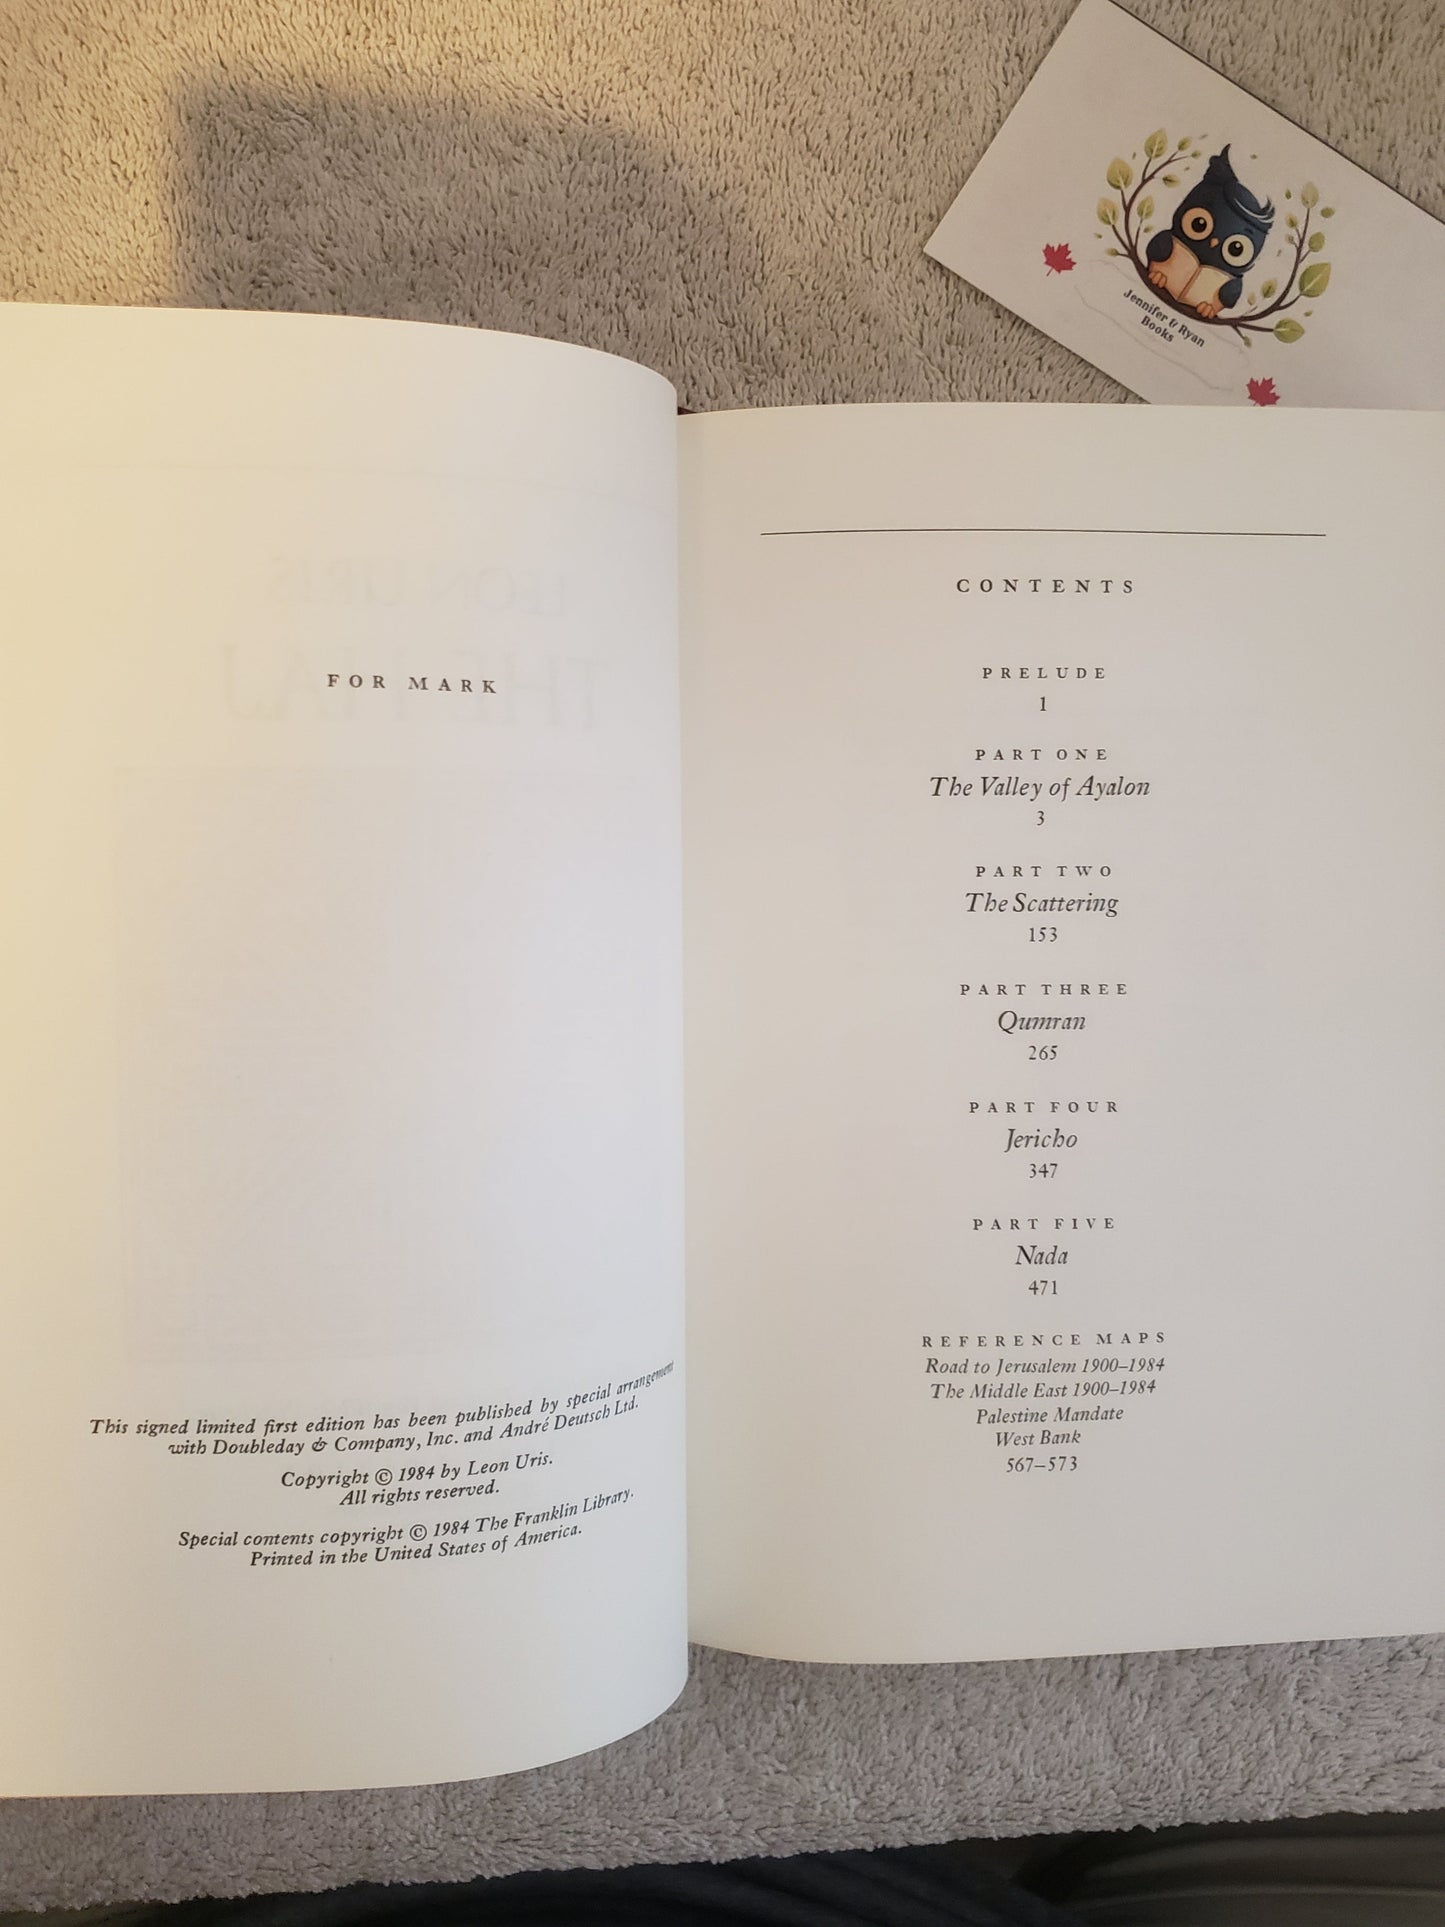 Jennifer & Ryan
Books
LEON URIS
THE HAJ
FOR MARK
This signed limited first edition has been published by special arrangement
with Doubleday & Company, Inc. and André Deutsch Ltd.
Copyright © 1984 by Leon Uris.
All rights reserved.
Special contents copyright © 1984 The Franklin Library.
Printed in the United States of America.
CONTENTS
PRELUDE
1
PART ONE
The Valley of Ayalon
3
PART TWO
The Scattering
153
PART THREE
Qumran
265
PART FOUR
Jericho
347
PART FIVE
Nada
471
REFERENCE MAPS
Road to Jerusalem 1900–1984
The Middle East 1900–1984
Palestine Mandate
West Bank
567–573